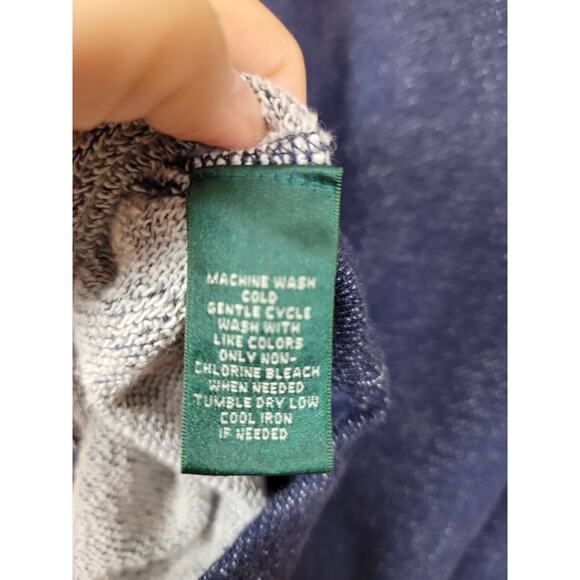 MACHINE WASH
COLD
GENTLE CYCLE
WASH WITH
LIKE COLORS
ONLY NON-
CHLORINE BLEACH
WHEN NEEDED
TUMBLE DRY LOW
COOL IRON
IF NEEDED